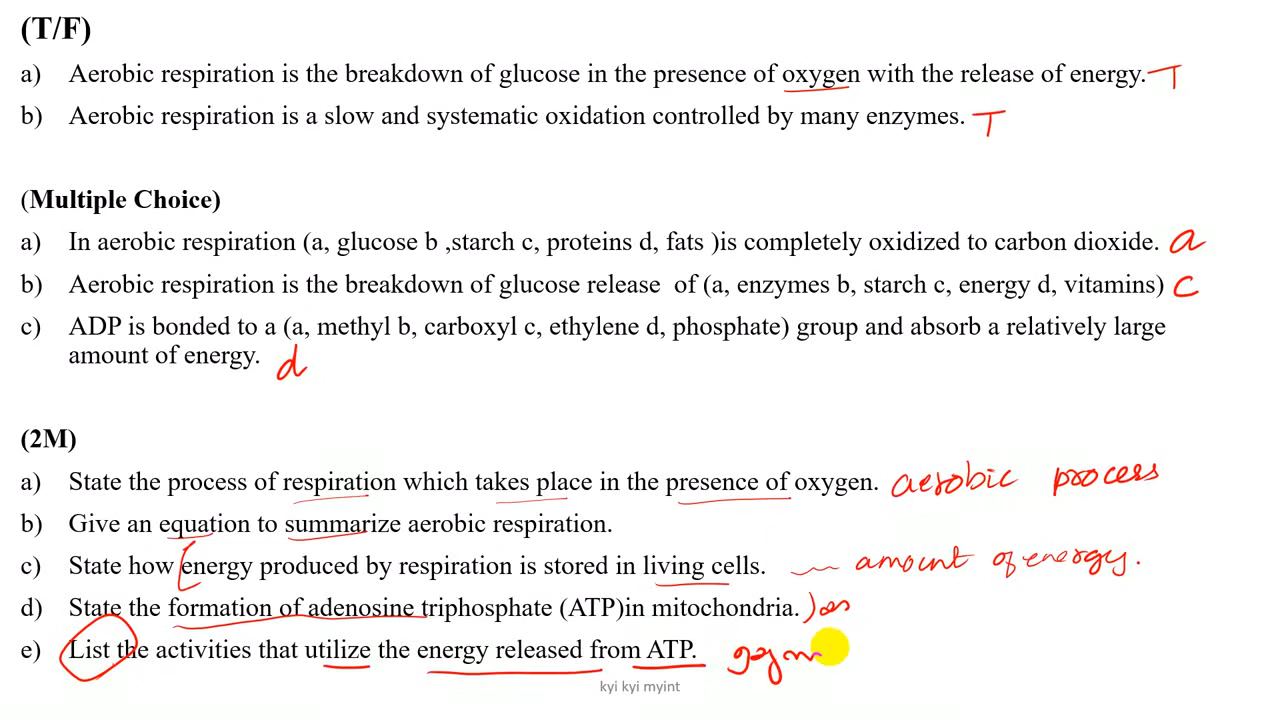 (T/F)
a) Aerobic respiration is the breakdown of glucose in the presence of oxygen with the release of energy. T
b) Aerobic respiration is a slow and systematic oxidation controlled by many enzymes. T
(Multiple Choice)
a) In aerobic respiration (a, glucose b ,starch c, proteins d, fats )is completely oxidized to carbon dioxide. a
b) Aerobic respiration is the breakdown of glucose release of (a, enzymes b, starch c, energy d, vitamins) c
c) ADP is bonded to a (a, methyl b, carboxyl c, ethylene d, phosphate) group and absorb a relatively large
amount of energy. d
(2M)
a) State the process of respiration which takes place in the presence of oxygen. aerobic process
b) Give an equation to summarize aerobic respiration.
c) State how energy produced by respiration is stored in living cells. amount of energy.
d) State the formation of adenosine triphosphate (ATP)in mitochondria.
e) List the activities that utilize the energy released from ATP.
kyi kyi myint